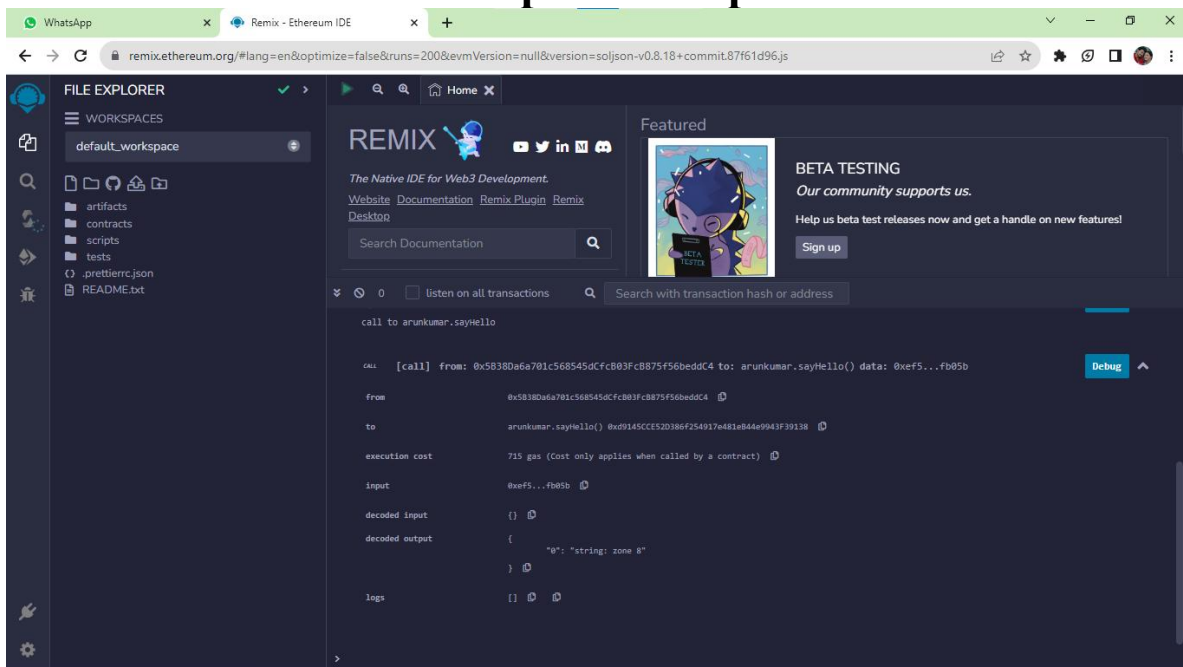 WhatsApp
Remix - Ethereum IDE
remix.ethereum.org/#lang=en&optimize=false&runs=200&evmVersion=null&version=soljson-v0.8.18+commit.87f61d96.js
FILE EXPLORER
WORKSPACES
default_workspace
artifacts
contracts
scripts
tests
.prettierrc.json
README.txt
Home
REMIX
The Native IDE for Web3 Development.
Website Documentation Remix Plugin Remix
Desktop
Search Documentation
Featured
BETA
TESTER
BETA TESTING
Our community supports us.
Help us beta test releases now and get a handle on new features!
Sign up
0 listen on all transactions Search with transaction hash or address
call to arunkumar.sayHello
CALL [call] from: 0x5B38Da6a701c568545dCfcB03FcB875f56beddC4 to: arunkumar.sayHello() data: 0xef5...fb05b
Debug
from 0x5B38Da6a701c568545dCfcB03FcB875f56beddC4
to arunkumar.sayHello() 0xd9145CCE52D386f254917e481eB44e9943F39138
execution cost 715 gas (Cost only applies when called by a contract)
input 0xef5...fb05b
decoded input {}
decoded output {
"0": "string: zone 8"
}
logs []
>